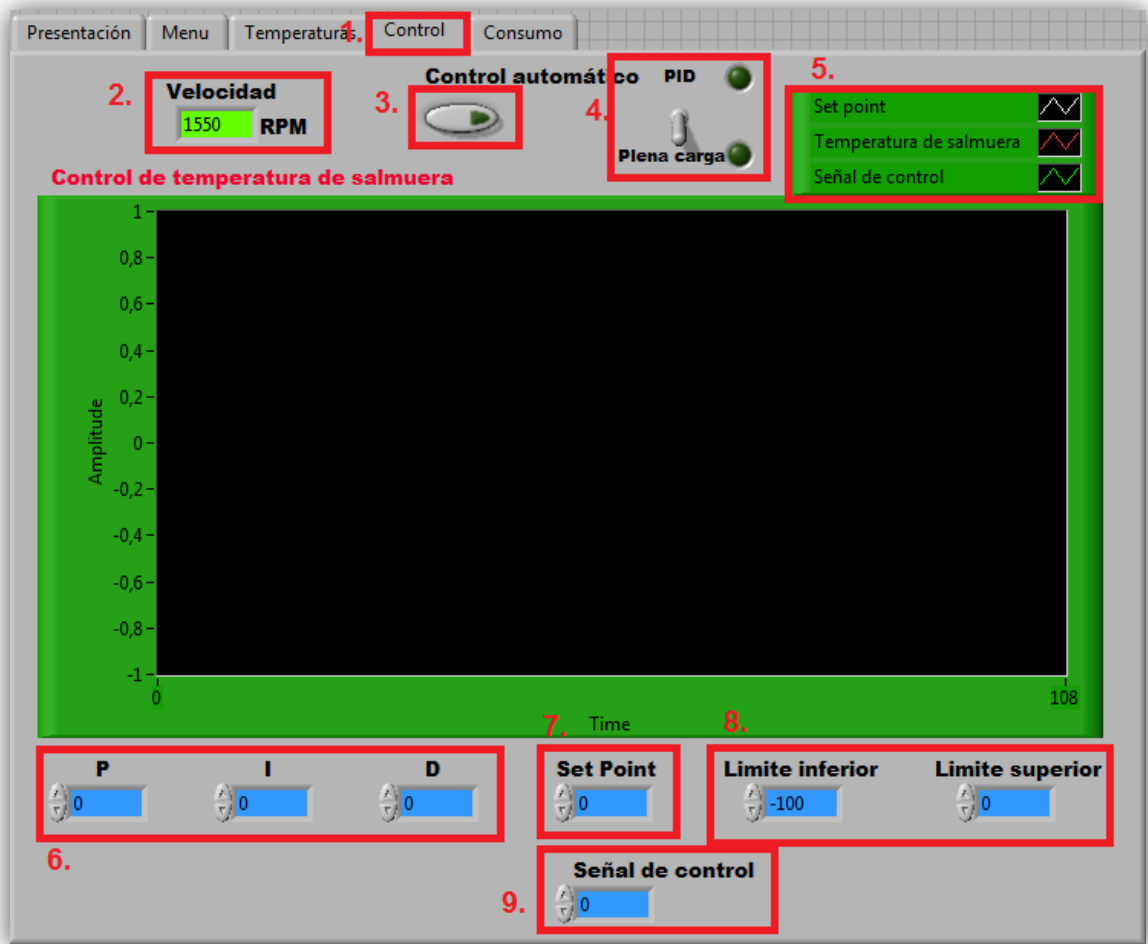 Presentación Menu Temperaturas 1. Control Consumo
2. Velocidad
1550 RPM
3. Control automático
4. PID
Plena carga
5.
Set point
Temperatura de salmuera
Señal de control
Control de temperatura de salmuera
1
0,8
0,6
0,4
0,2
0
-0,2
-0,4
-0,6
-0,8
-1
Amplitude
0 108
Time
6.
P I D
0 0 0
7.
Set Point
0
8.
Limite inferior Limite superior
-100 0
9.
Señal de control
0